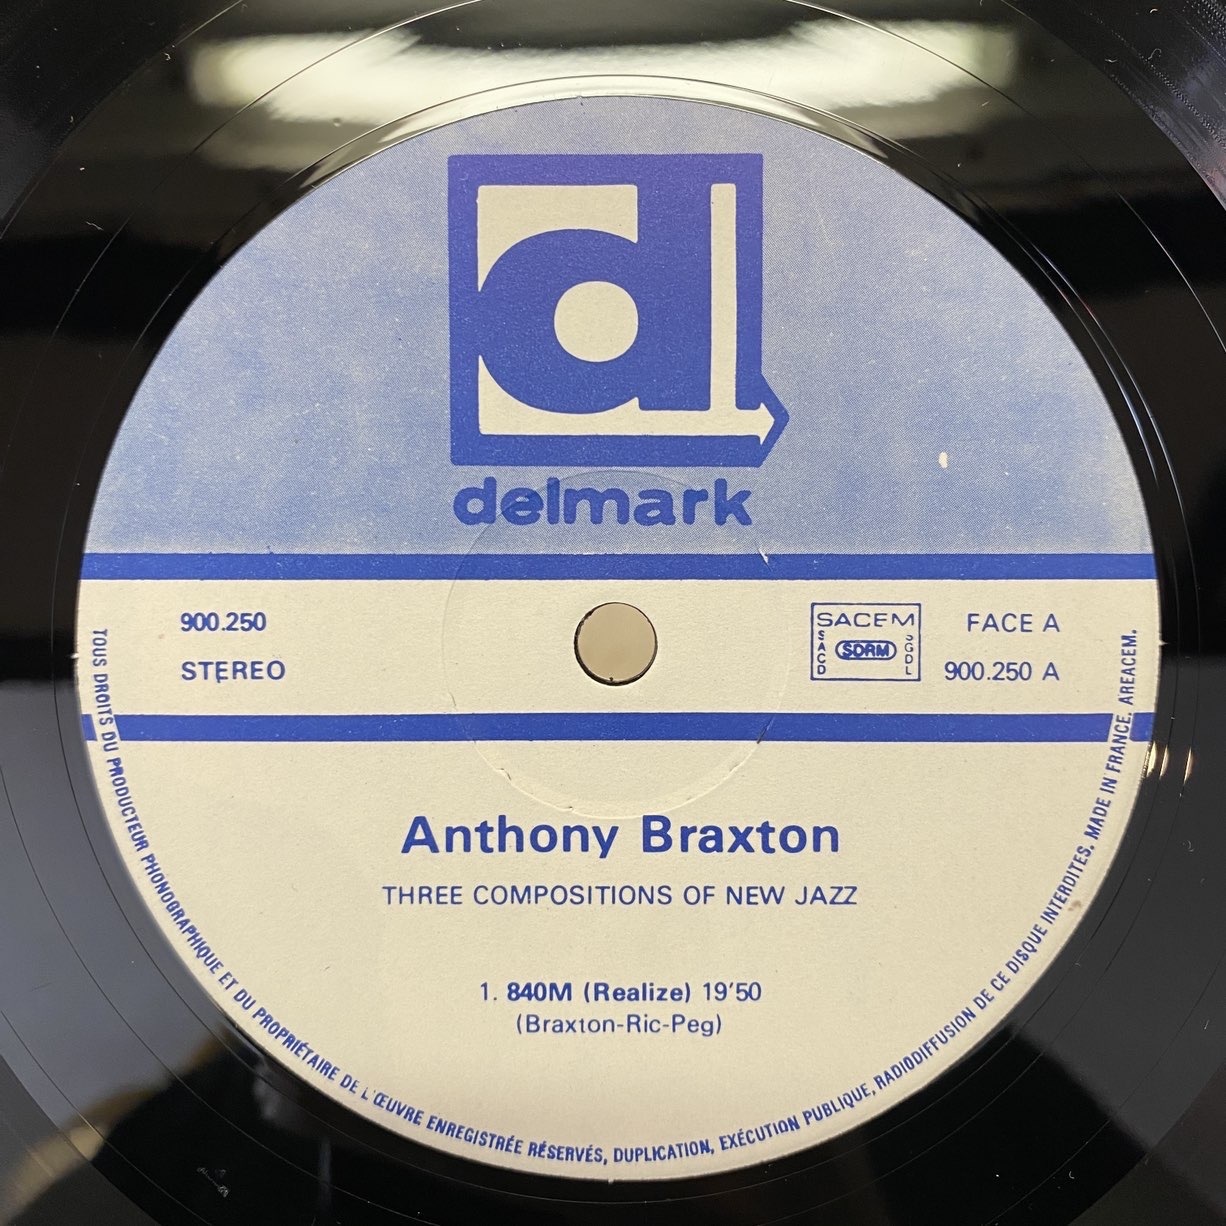 d
delmark
900.250
STEREO
SACEM
SACD
SDRM
SGDL
FACE A
900.250 A
Anthony Braxton
THREE COMPOSITIONS OF NEW JAZZ
1. 840M (Realize) 19'50
(Braxton-Ric-Peg)
TOUS DROITS DU PRODUCTEUR PHONOGRAPHIQUE ET DU PROPRIÉTAIRE DE L'ŒUVRE ENREGISTRÉE RÉSERVÉS, DUPLICATION, EXÉCUTION PUBLIQUE, RADIODIFFUSION DE CE DISQUE INTERDITES. MADE IN FRANCE. AREACEM.